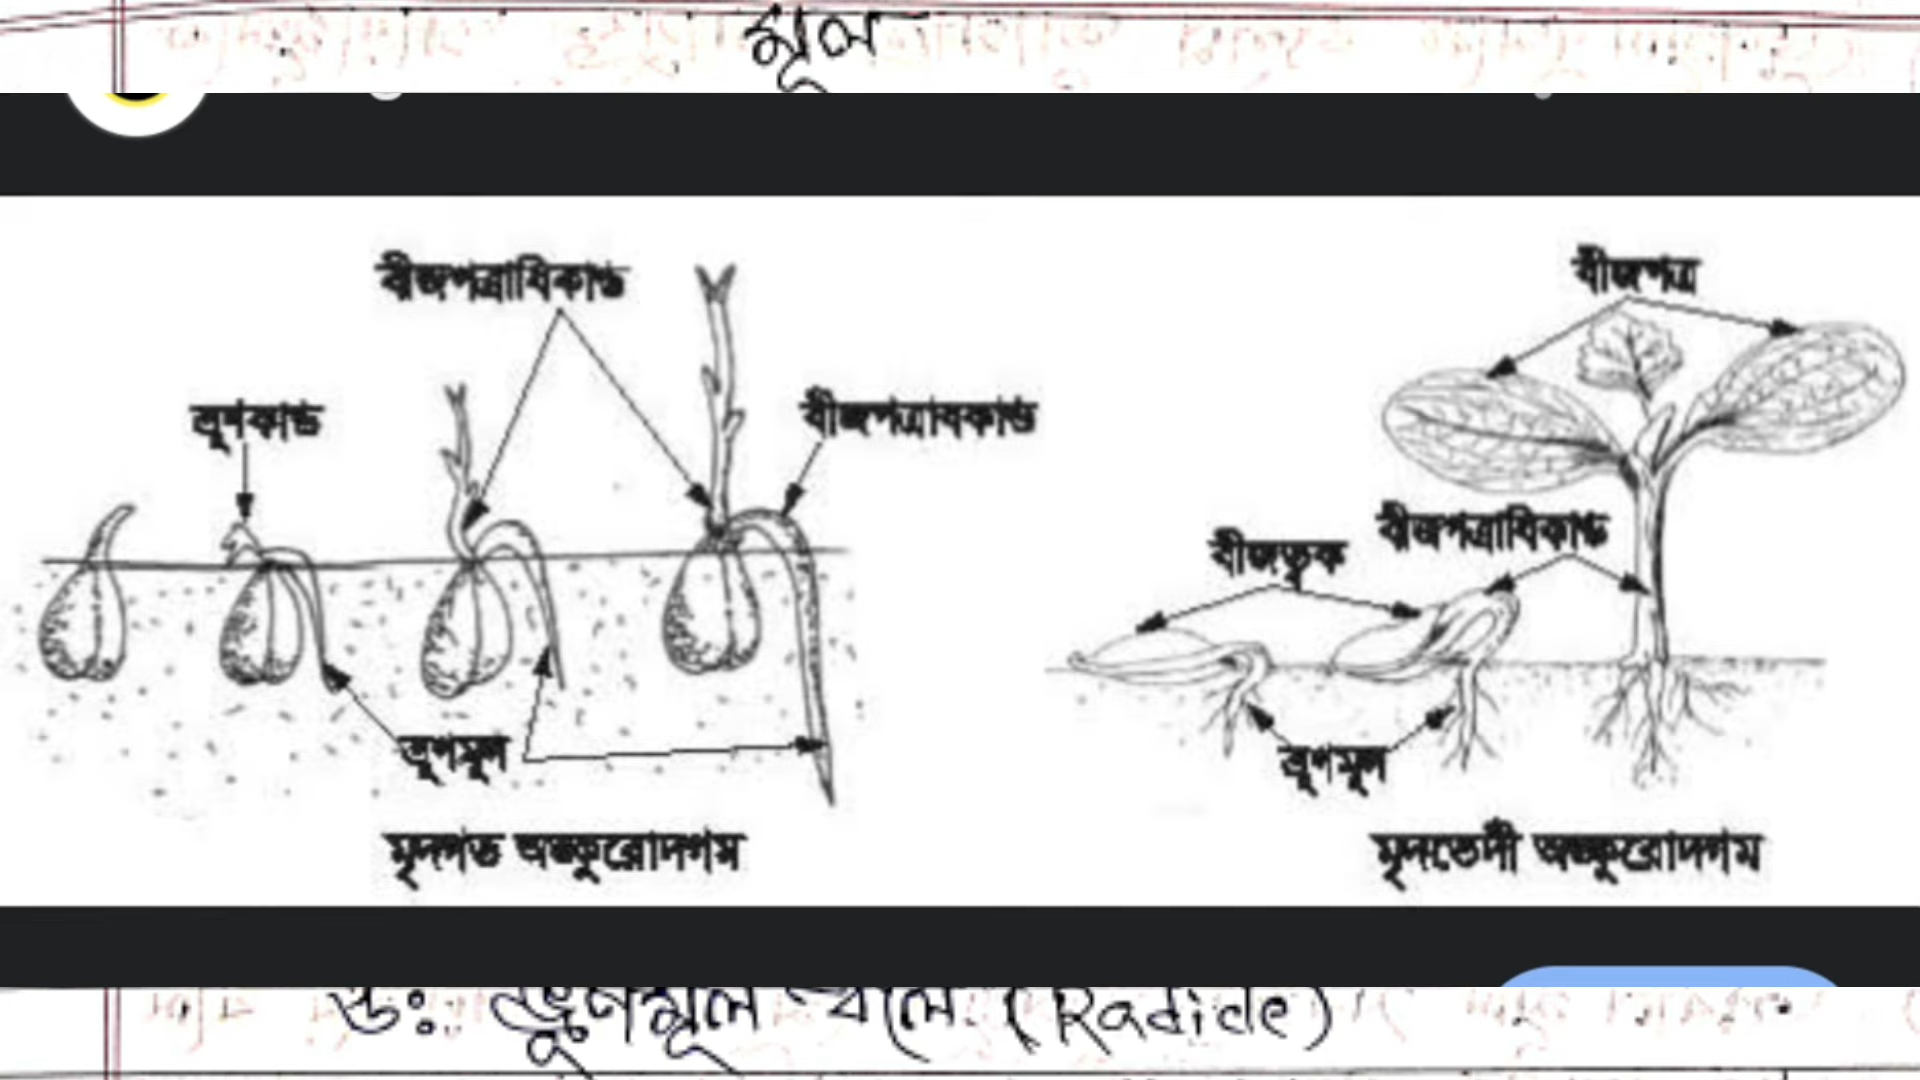 মূল
বীজপত্রাধিকাণ্ড
বীজপত্র
ভ্রূণকাণ্ড
বীজপত্রাবকাণ্ড
বীজত্বক
বীজপত্রাধিকাণ্ড
ভ্রূণমূল
ভ্রূণমূল
মৃদগত অঙ্কুরোদগম
মৃদভেদী অঙ্কুরোদগম
উঃ ভ্রূণমূল বলে (Radicle)